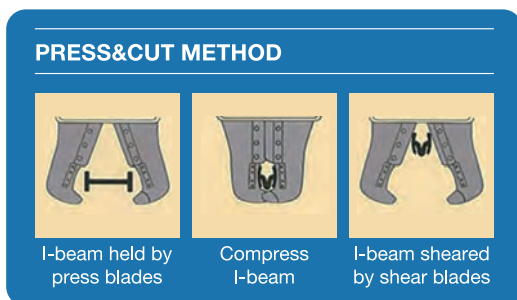 PRESS&CUT METHOD
I-beam held by
press blades
Compress
I-beam
I-beam sheared
by shear blades